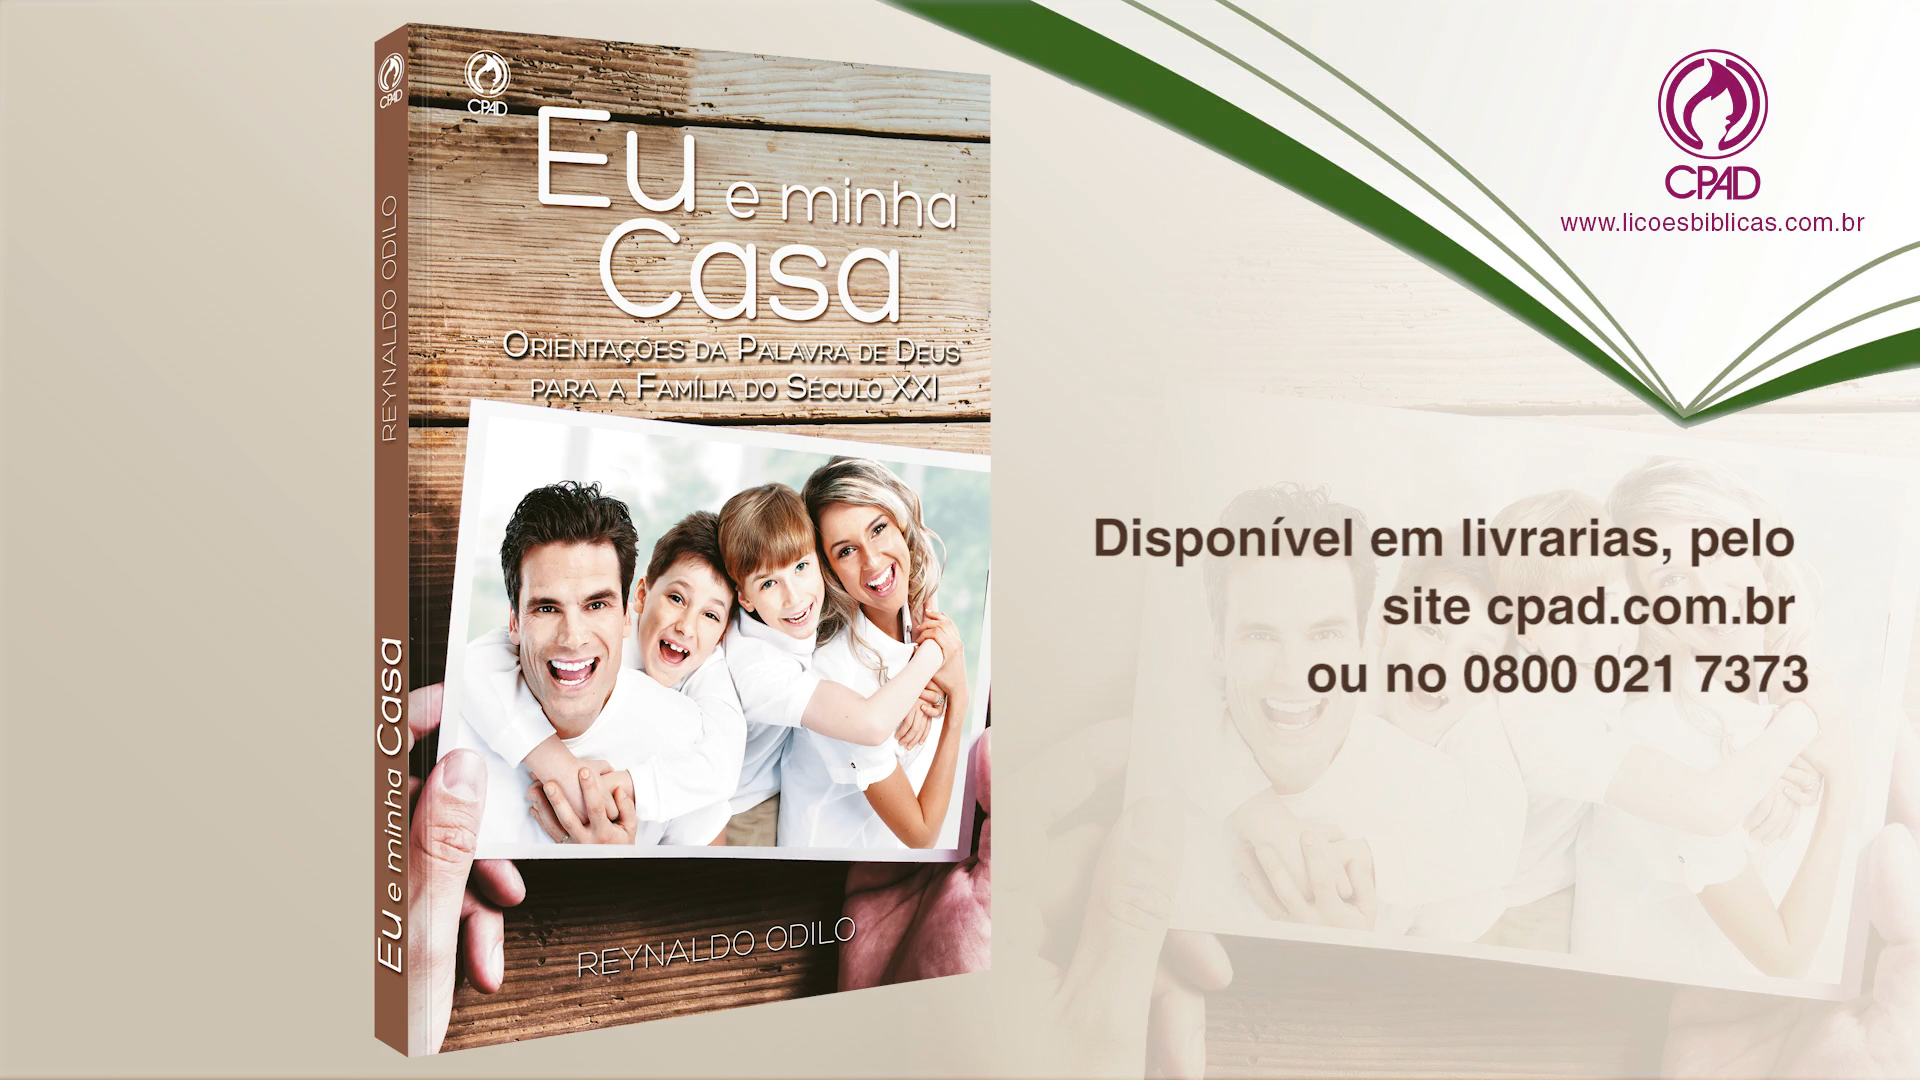 CPAD
REYNALDO ODILO
Eu e minha Casa
CPAD
Eu e minha
Casa
ORIENTAÇÕES DA PALAVRA DE DEUS
PARA A FAMÍLIA DO SÉCULO XXI
REYNALDO ODILO
CPAD
www.licoesbiblicas.com.br
Disponível em livrarias, pelo
site cpad.com.br
ou no 0800 021 7373